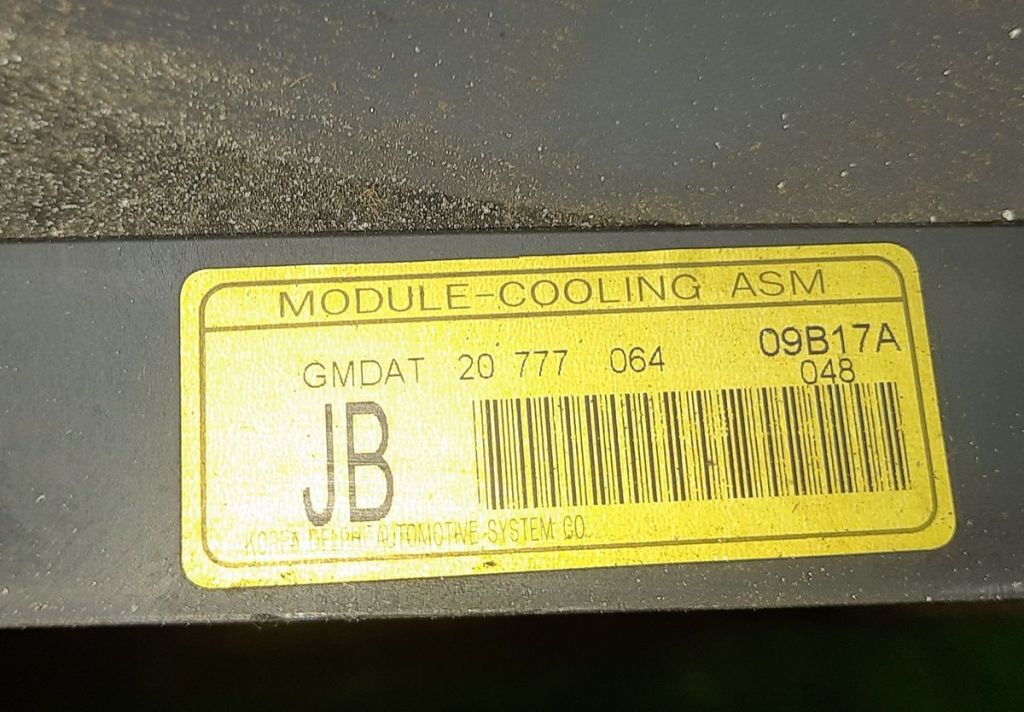 MODULE-COOLING ASM
GMDAT 20 777 064 09B17A
048
JB
KOREA DELPHI AUTOMOTIVE SYSTEM CO.